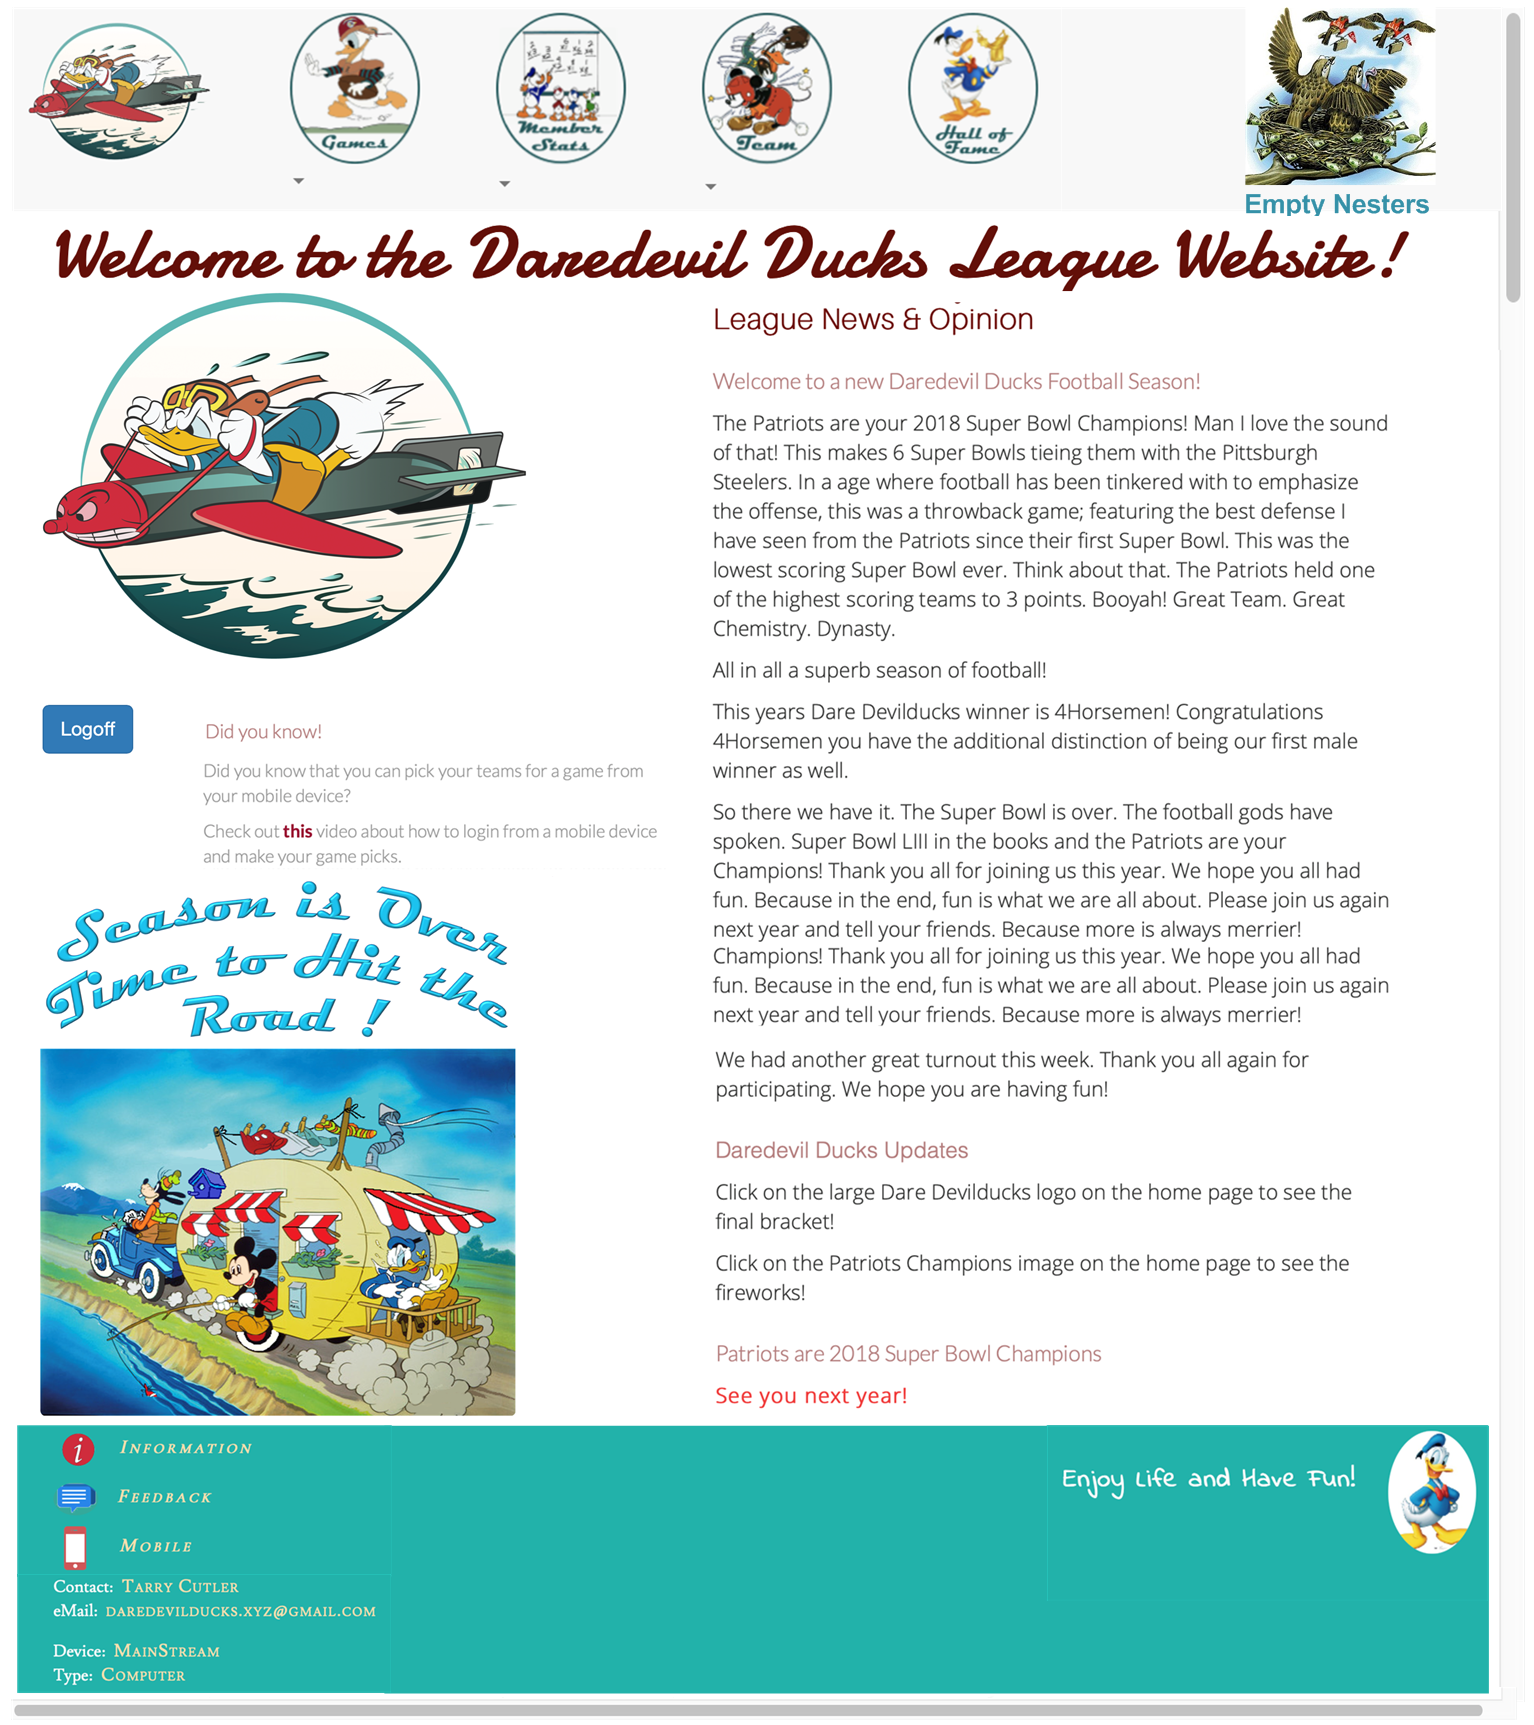 Games
Member
Stats
Team
Hall of
Fame
Empty Nesters
Welcome to the Daredevil Ducks League Website!
League News & Opinion
Welcome to a new Daredevil Ducks Football Season!
The Patriots are your 2018 Super Bowl Champions! Man I love the sound
of that! This makes 6 Super Bowls tieing them with the Pittsburgh
Steelers. In a age where football has been tinkered with to emphasize
the offense, this was a throwback game; featuring the best defense I
have seen from the Patriots since their first Super Bowl. This was the
lowest scoring Super Bowl ever. Think about that. The Patriots held one
of the highest scoring teams to 3 points. Booyah! Great Team. Great
Chemistry. Dynasty.
All in all a superb season of football!
This years Dare Devilducks winner is 4Horsemen! Congratulations
4Horsemen you have the additional distinction of being our first male
winner as well.
So there we have it. The Super Bowl is over. The football gods have
spoken. Super Bowl LIII in the books and the Patriots are your
Champions! Thank you all for joining us this year. We hope you all had
fun. Because in the end, fun is what we are all about. Please join us again
next year and tell your friends. Because more is always merrier!
Champions! Thank you all for joining us this year. We hope you all had
fun. Because in the end, fun is what we are all about. Please join us again
next year and tell your friends. Because more is always merrier!
We had another great turnout this week. Thank you all again for
participating. We hope you are having fun!
Daredevil Ducks Updates
Click on the large Dare Devilducks logo on the home page to see the
final bracket!
Click on the Patriots Champions image on the home page to see the
fireworks!
Patriots are 2018 Super Bowl Champions
See you next year!
Logoff
Did you know!
Did you know that you can pick your teams for a game from
your mobile device?
Check out this video about how to login from a mobile device
and make your game picks.
Season is Over
Time to Hit the
Road !
Information
Feedback
Mobile
Contact: Tarry Cutler
eMail: daredevilducks.xyz@gmail.com
Device: MainStream
Type: Computer
Enjoy Life and Have Fun!